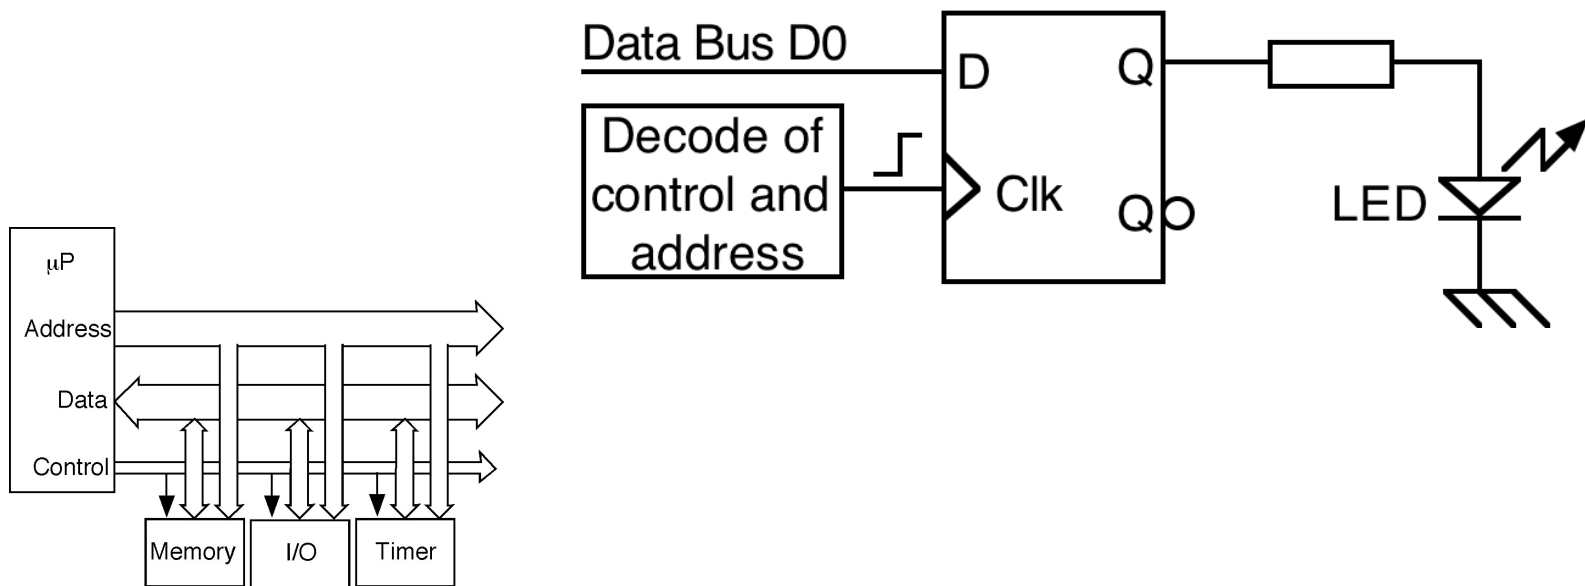 μP
Address
Data
Control
Memory
I/O
Timer
Data Bus D0
Decode of
control and
address
D
Q
Clk
Q
LED